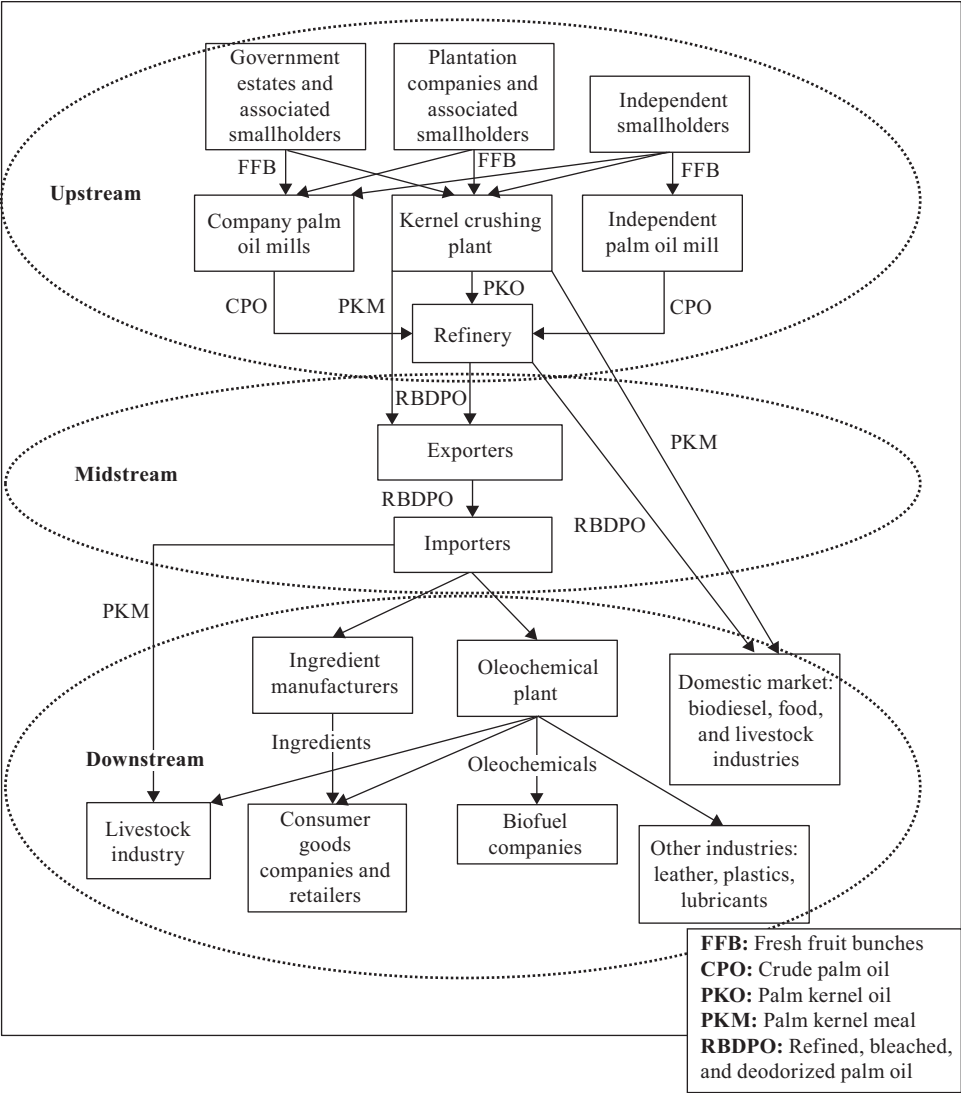 Government
estates and
associated
smallholders
Plantation
companies and
associated
smallholders
Independent
smallholders
FFB
FFB
FFB
Upstream
Company palm
oil mills
Kernel crushing
plant
Independent
palm oil mill
CPO
PKM
PKO
CPO
Refinery
RBDPO
PKM
Exporters
Midstream
RBDPO
RBDPO
Importers
PKM
Ingredient
manufacturers
Oleochemical
plant
Domestic market:
biodiesel, food,
and livestock
industries
Ingredients
Downstream
Oleochemicals
Livestock
industry
Consumer
goods
companies and
retailers
Biofuel
companies
Other industries:
leather, plastics,
lubricants
FFB: Fresh fruit bunches
CPO: Crude palm oil
PKO: Palm kernel oil
PKM: Palm kernel meal
RBDPO: Refined, bleached,
and deodorized palm oil